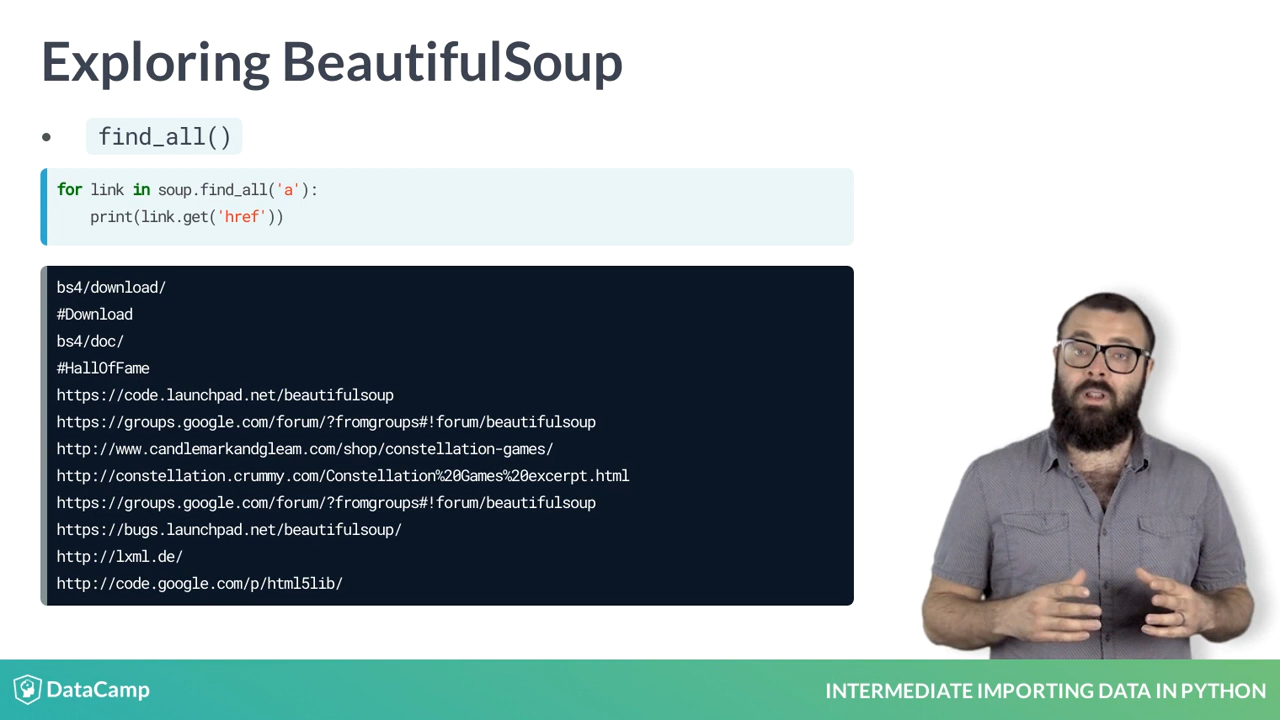 Exploring BeautifulSoup
• find_all()
for link in soup.find_all('a'):
    print(link.get('href'))
bs4/download/
#Download
bs4/doc/
#HallOfFame
https://code.launchpad.net/beautifulsoup
https://groups.google.com/forum/?fromgroups#!forum/beautifulsoup
http://www.candlemarkandgleam.com/shop/constellation-games/
http://constellation.crummy.com/Constellation%20Games%20excerpt.html
https://groups.google.com/forum/?fromgroups#!forum/beautifulsoup
https://bugs.launchpad.net/beautifulsoup/
http://lxml.de/
http://code.google.com/p/html5lib/
DataCamp
INTERMEDIATE IMPORTING DATA IN PYTHON